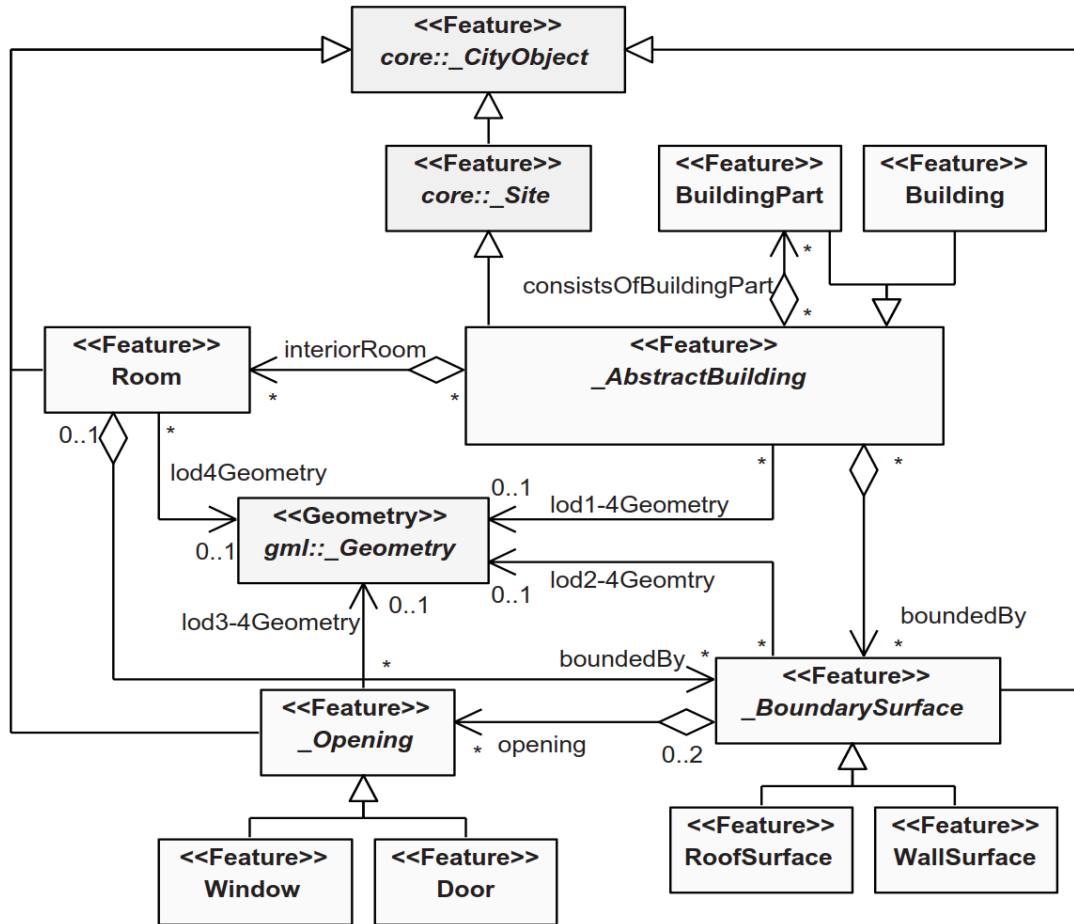 <<Feature>>
core::_CityObject
<<Feature>>
core::_Site
<<Feature>>
BuildingPart
<<Feature>>
Building
consistsOfBuildingPart
*
*
<<Feature>>
Room
interiorRoom
*
*
<<Feature>>
_AbstractBuilding
0..1
*
lod4Geometry
0..1
<<Geometry>>
gml::_Geometry
0..1
lod1-4Geometry
*
*
0..1
lod2-4Geomtry
*
boundedBy
*
lod3-4Geometry
0..1
*
boundedBy
*
<<Feature>>
_Opening
*
opening
0..2
<<Feature>>
_BoundarySurface
<<Feature>>
Window
<<Feature>>
Door
<<Feature>>
RoofSurface
<<Feature>>
WallSurface